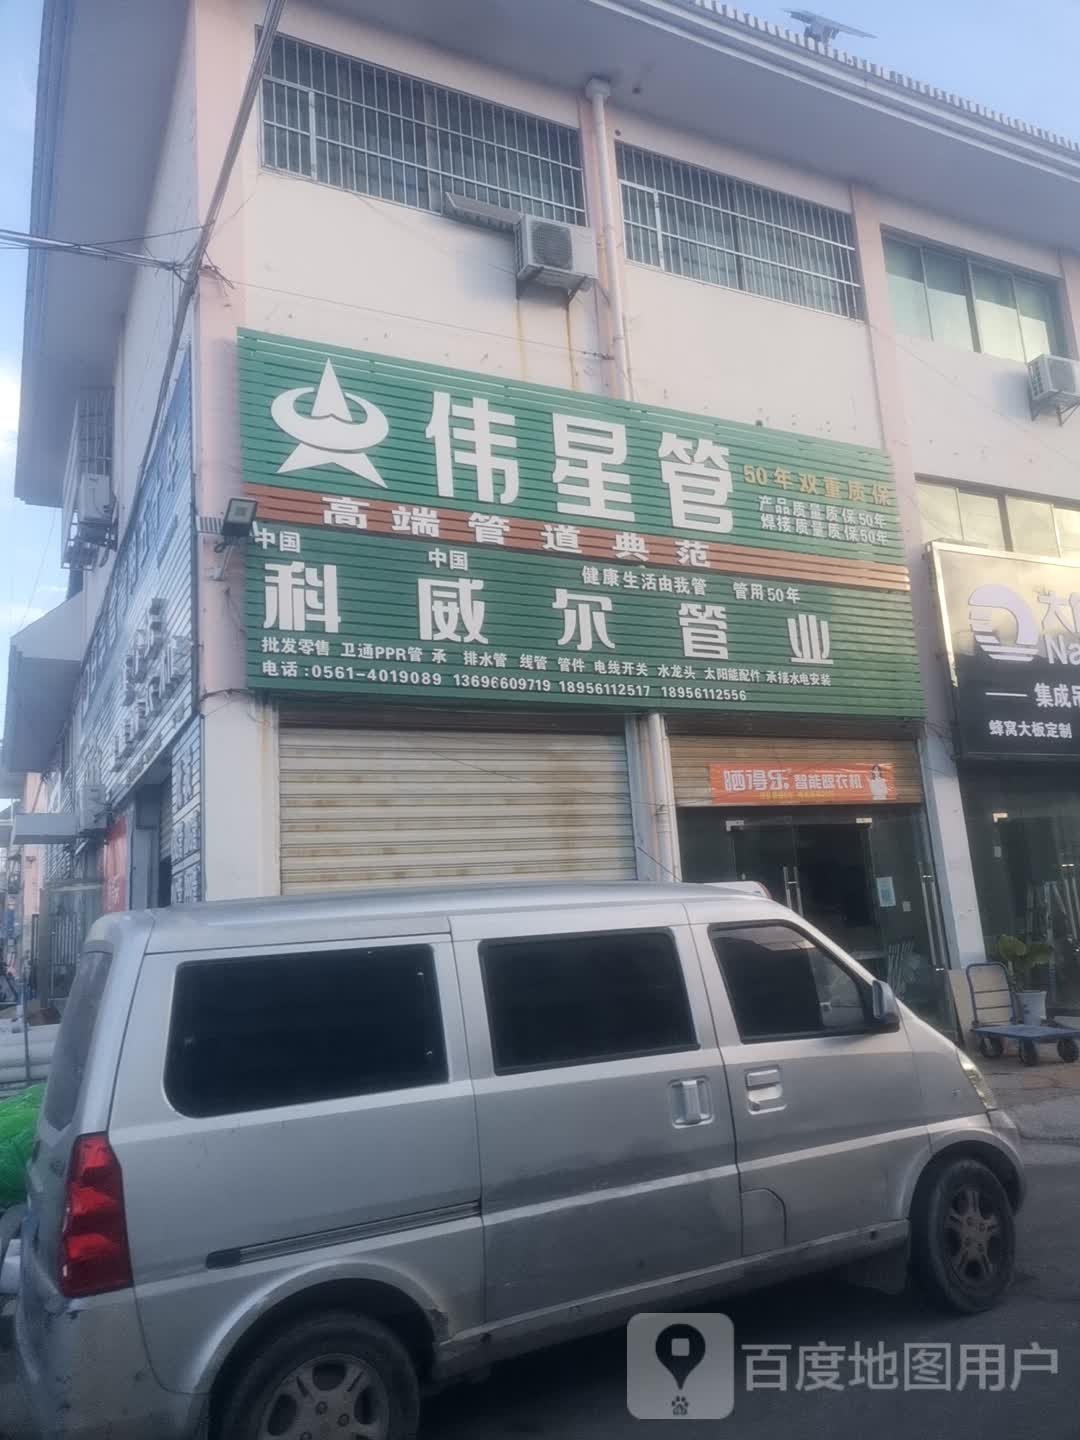 伟星管
50年双重质保
产品质量质保50年
焊接质量质保50年
高端管道典范
中国 中国
健康生活由我管 管用50年
科威尔管业
批发零售 卫通PPR管 承 排水管 线管 管件 电线开关 水龙头 太阳能配件 承接水电安装
电话:0561-4019089 13696609719 18956112517 18956112556
晒得乐 智能晾衣机
Na
集成吊
蜂窝大板定制
百度地图用户